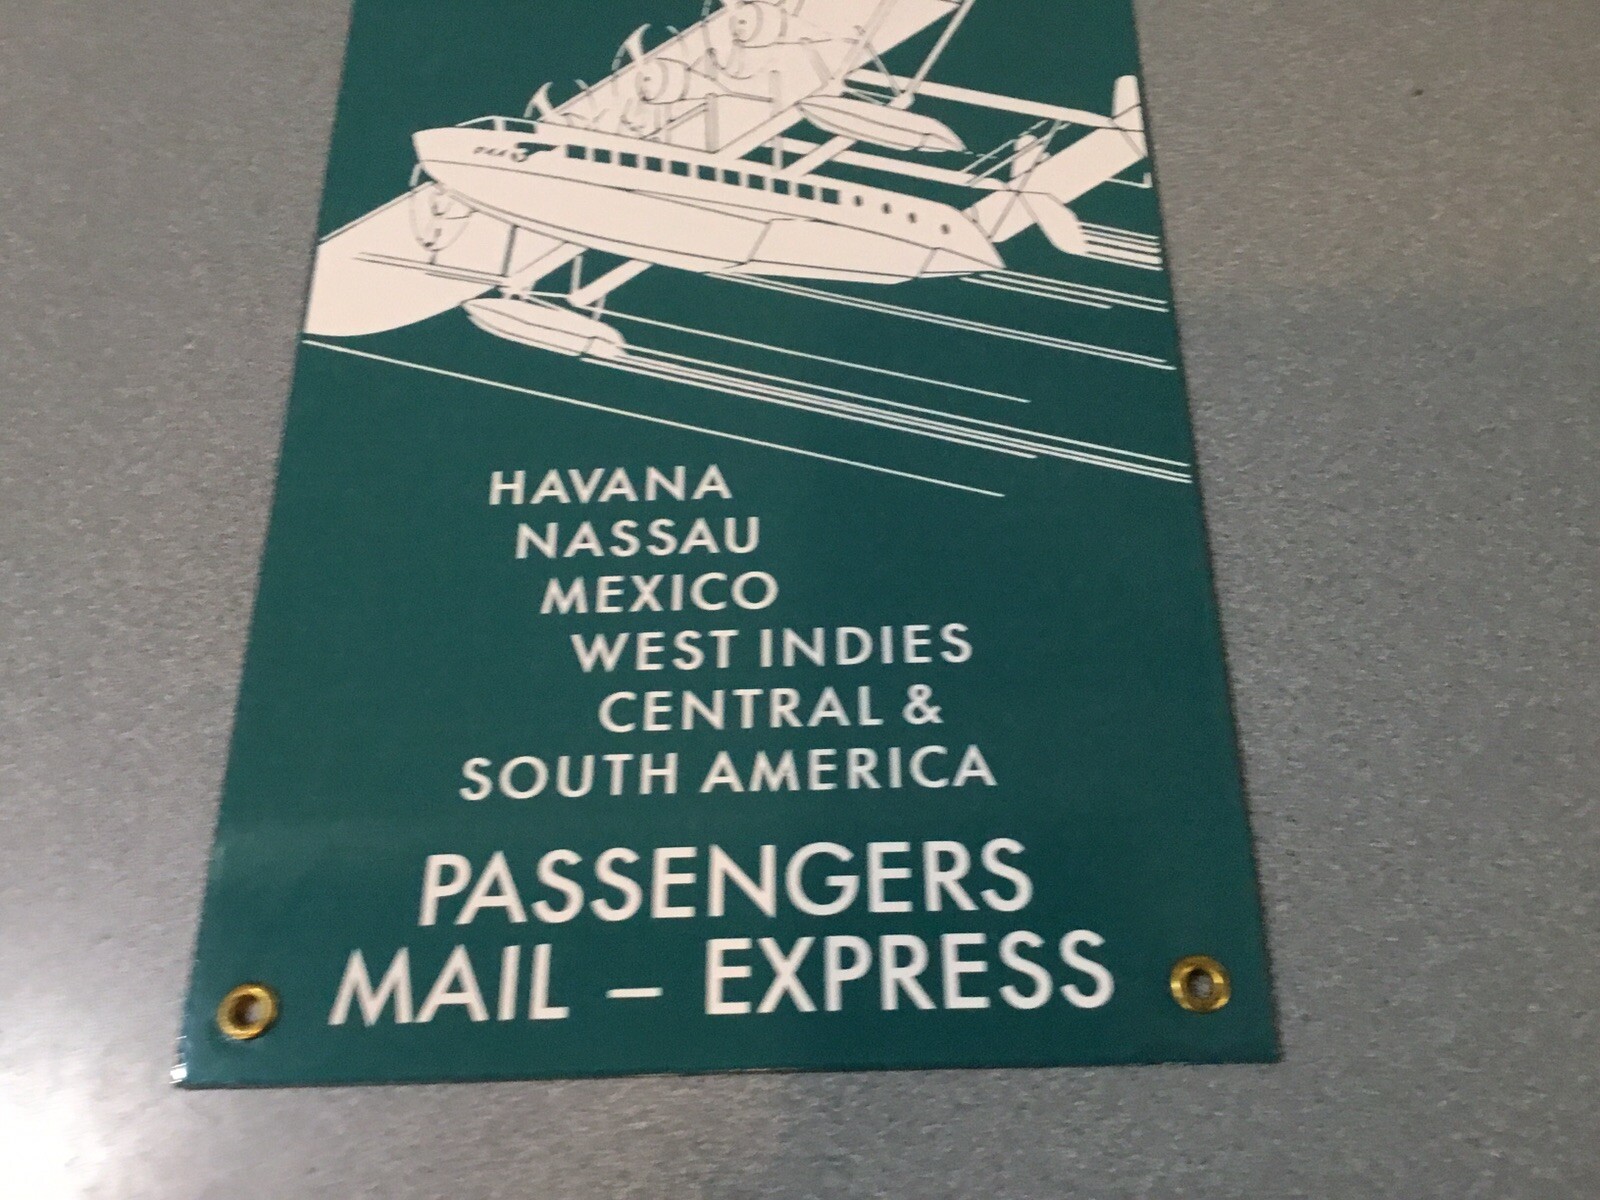 HAVANA
NASSAU
MEXICO
WEST INDIES
CENTRAL &
SOUTH AMERICA
PASSENGERS
MAIL – EXPRESS